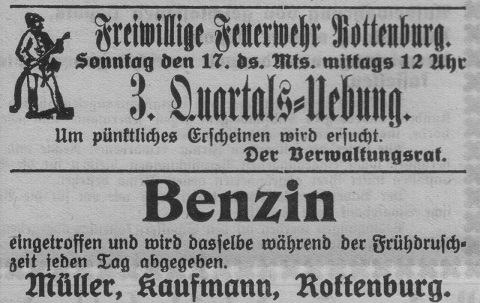 Freiwillige Feuerwehr Rottenburg.
Sonntag den 17. ds. Mts. mittags 12 Uhr
3. Quartals=Uebung.
Um pünktliches Erscheinen wird ersucht.
Der Verwaltungsrat.
Benzin
eingetroffen und wird dasselbe während der Frühdrusch-
zeit jeden Tag abgegeben.
Müller, Kaufmann, Rottenburg.